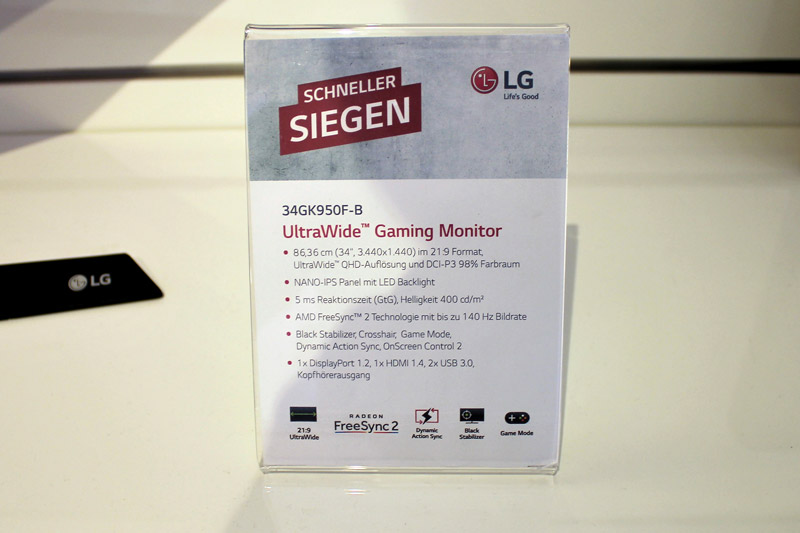 SCHNELLER
SIEGEN
LG
Life's Good
34GK950F-B
UltraWide™ Gaming Monitor
• 86,36 cm (34", 3.440x1.440) im 21:9 Format,
UltraWide™ QHD-Auflösung und DCI-P3 98% Farbraum
• NANO-IPS Panel mit LED Backlight
• 5 ms Reaktionszeit (GtG), Helligkeit 400 cd/m²
• AMD FreeSync™ 2 Technologie mit bis zu 140 Hz Bildrate
• Black Stabilizer, Crosshair, Game Mode,
Dynamic Action Sync, OnScreen Control 2
• 1x DisplayPort 1.2, 1x HDMI 1.4, 2x USB 3.0,
Kopfhörerausgang
LG
21:9
UltraWide
RADEON
FreeSync 2
Dynamic
Action Sync
Black
Stabilizer
Game Mode